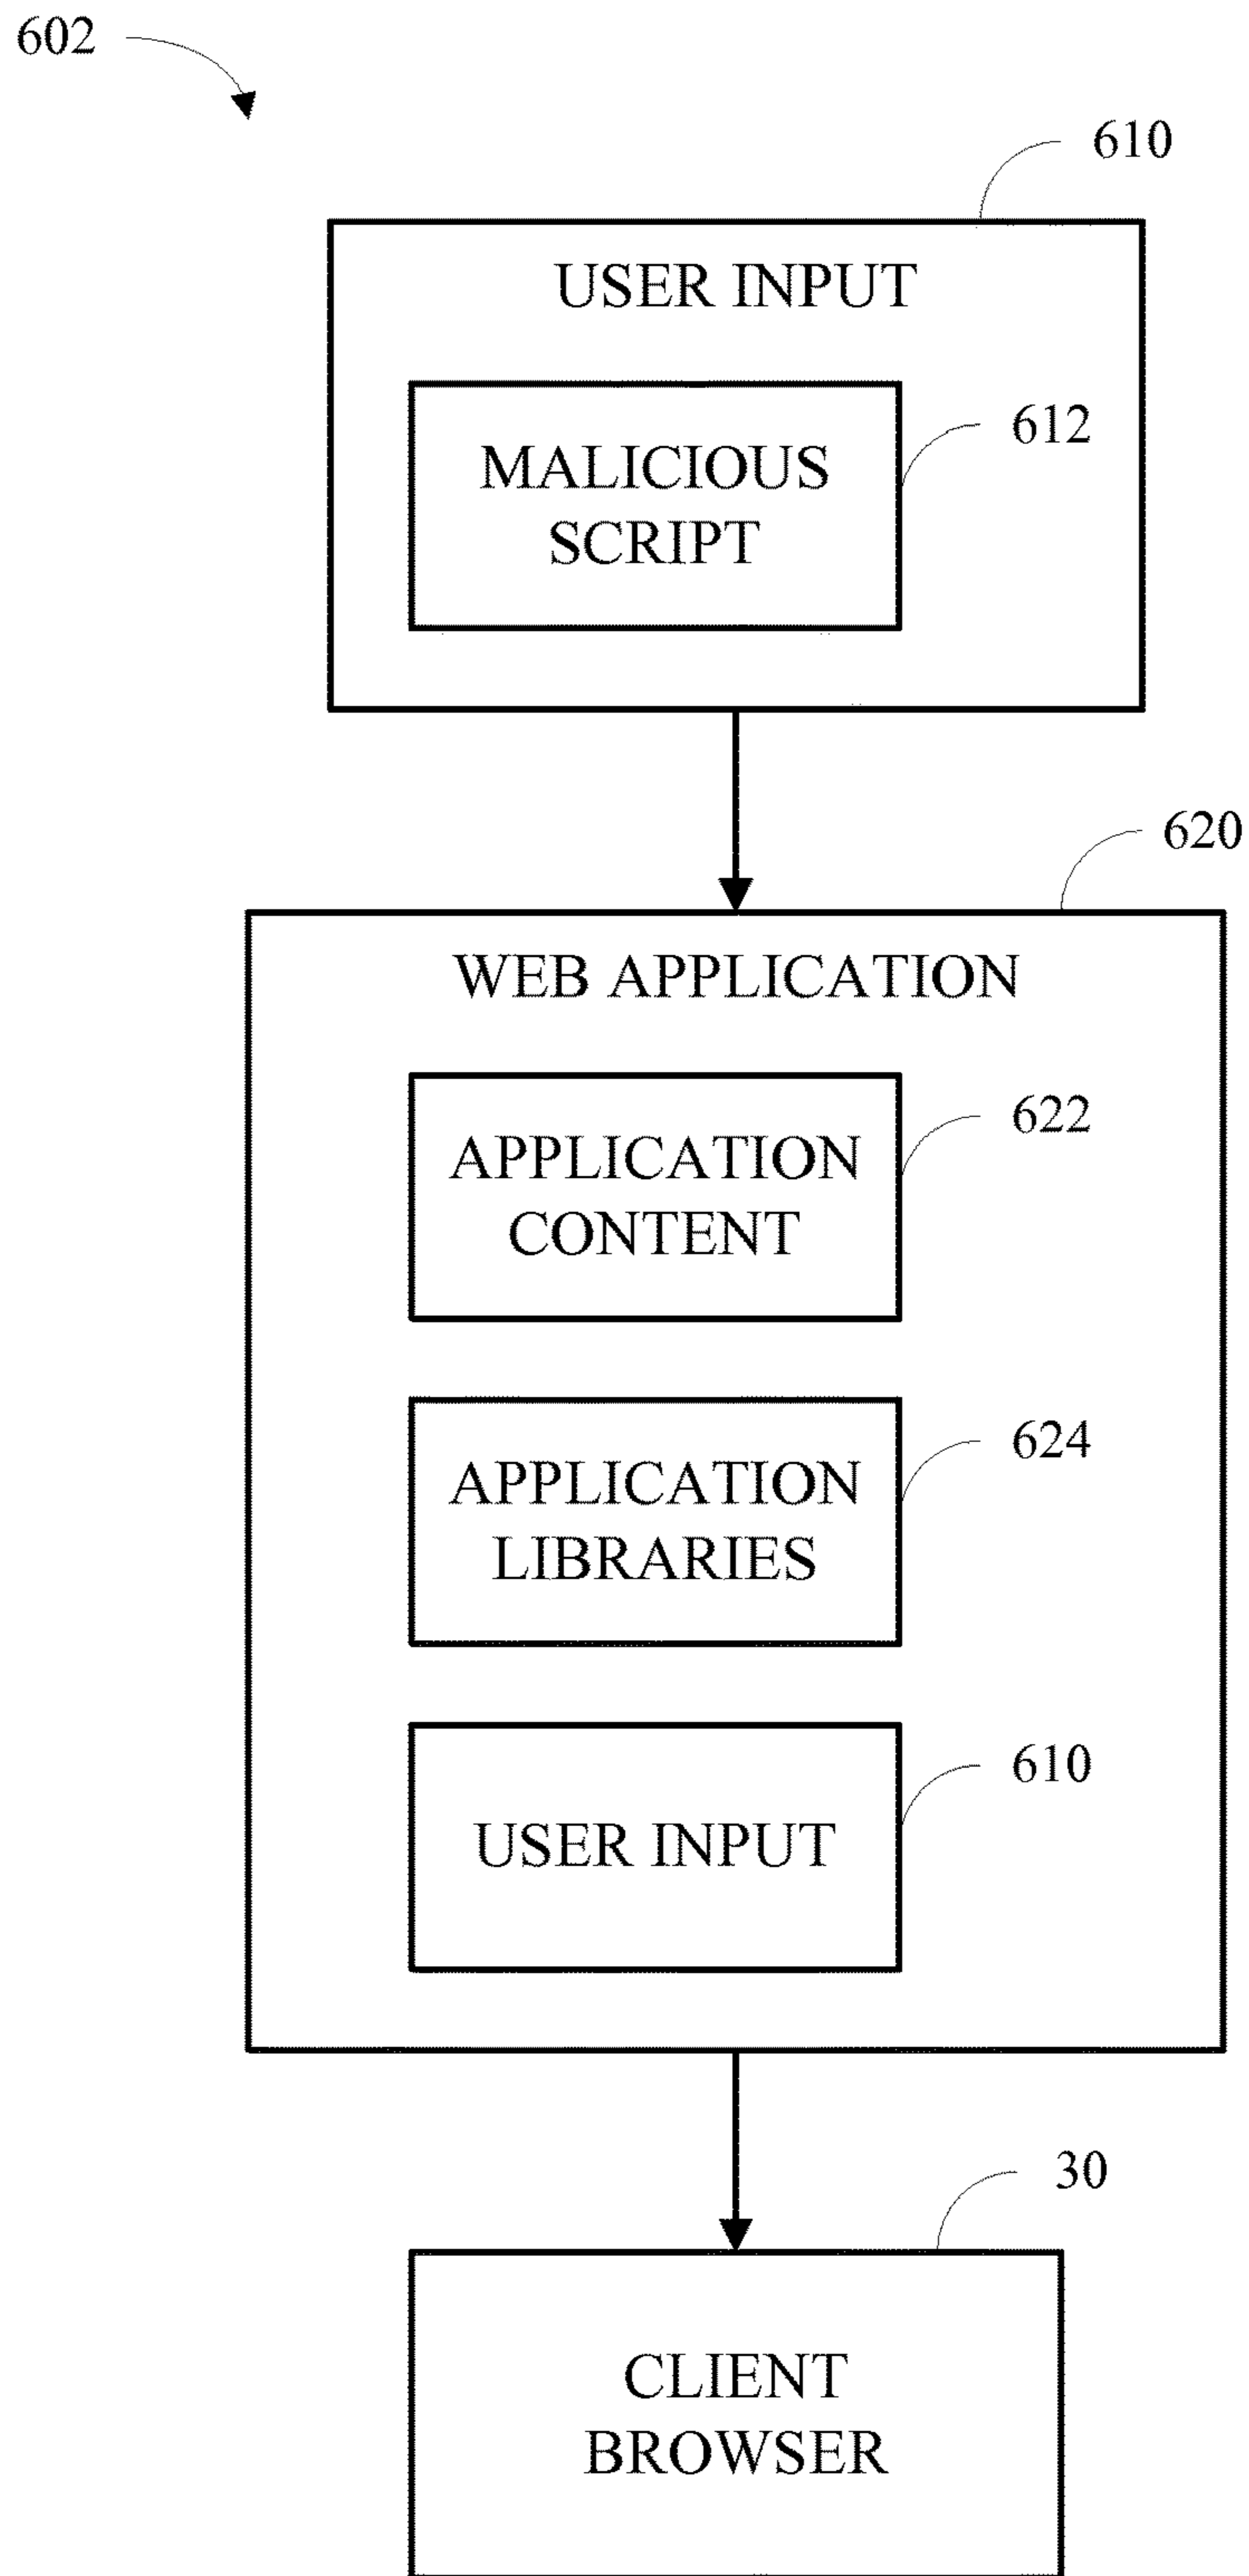 602
610
USER INPUT
612
MALICIOUS
SCRIPT
620
WEB APPLICATION
622
APPLICATION
CONTENT
624
APPLICATION
LIBRARIES
610
USER INPUT
30
CLIENT
BROWSER